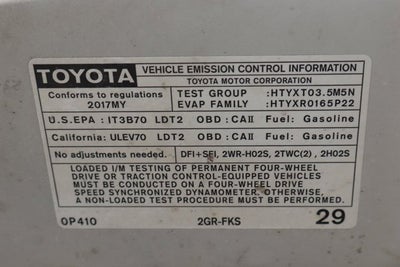 TOYOTA
VEHICLE EMISSION CONTROL INFORMATION
TOYOTA MOTOR CORPORATION
Conforms to regulations
2017MY
TEST GROUP :HTYXT03.5M5N
EVAP FAMILY :HTYXR0165P22
U.S.EPA : IT3B70 LDT2 OBD : CAII Fuel: Gasoline
California: ULEV70 LDT2 OBD : CAII Fuel: Gasoline
No adjustments needed. DFI+SFI, 2WR-HO2S, 2TWC(2), 2HO2S
LOADED I/M TESTING OF PERMANENT FOUR-WHEEL
DRIVE OR TRACTION CONTROL-EQUIPPED VEHICLES
MUST BE CONDUCTED ON A FOUR-WHEEL DRIVE
SPEED SYNCHRONIZED DYNAMOMETER. OTHERWISE,
A NON-LOADED TEST PROCEDURE MUST BE PERFORMED.
0P410 2GR-FKS 29